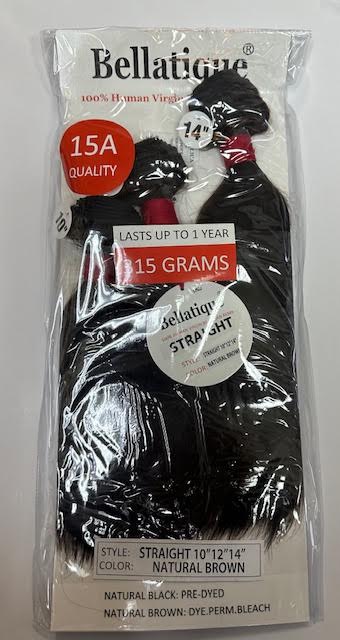 Bellatique®
100% Human Virgin
14"
15A
QUALITY
10"
LASTS UP TO 1 YEAR
315 GRAMS
Bellatique
STRAIGHT
STYLE: STRAIGHT 10"12"14"
COLOR: NATURAL BROWN
STYLE: STRAIGHT 10"12"14"
COLOR: NATURAL BROWN
NATURAL BLACK: PRE-DYED
NATURAL BROWN: DYE.PERM.BLEACH